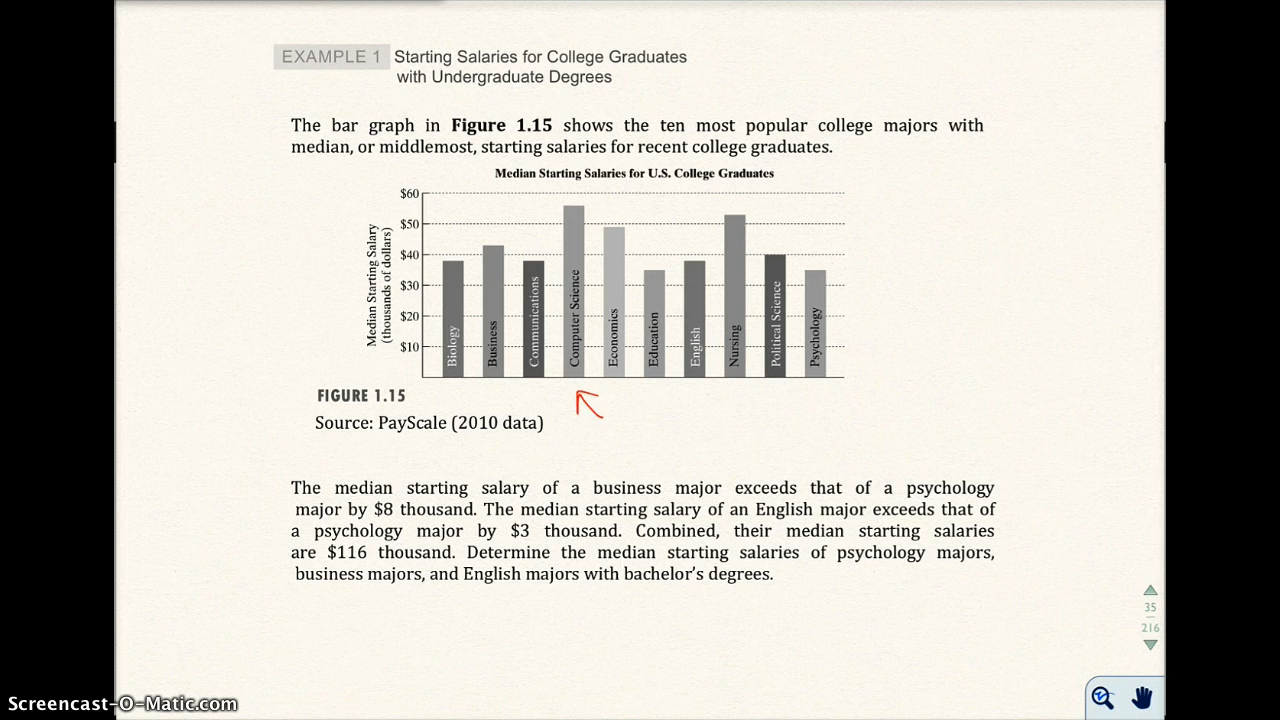 EXAMPLE 1 Starting Salaries for College Graduates
with Undergraduate Degrees
The bar graph in Figure 1.15 shows the ten most popular college majors with
median, or middlemost, starting salaries for recent college graduates.
Median Starting Salaries for U.S. College Graduates
Median Starting Salary
(thousands of dollars)
$60
$50
$40
$30
$20
$10
Biology
Business
Communications
Computer Science
Economics
Education
English
Nursing
Political Science
Psychology
FIGURE 1.15
Source: PayScale (2010 data)
The median starting salary of a business major exceeds that of a psychology
major by $8 thousand. The median starting salary of an English major exceeds that of
a psychology major by $3 thousand. Combined, their median starting salaries
are $116 thousand. Determine the median starting salaries of psychology majors,
business majors, and English majors with bachelor's degrees.
35
216
Screencast-O-Matic.com